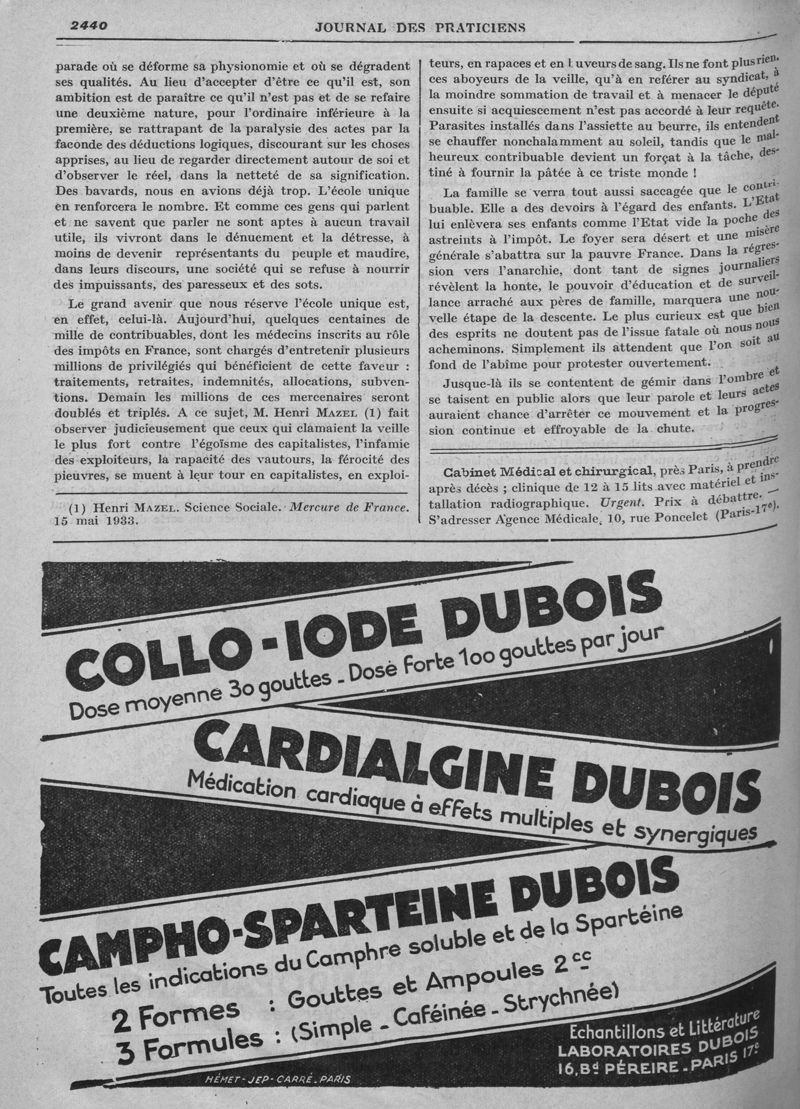 2440
JOURNAL DES PRATICIENS
parade où se déforme sa physionomie et où se dégradent
ses qualités. Au lieu d'accepter d'être ce qu'il est, son
ambition est de paraître ce qu'il n'est pas et de se refaire
une deuxième nature, pour l'ordinaire inférieure à la
première, se rattrapant de la paralysie des actes par la
faconde des déductions logiques, discourant sur les choses
apprises, au lieu de regarder directement autour de soi et
d'observer le réel, dans la netteté de sa signification.
Des bavards, nous en avions déjà trop. L'école unique
en renforcera le nombre. Et comme ces gens qui parlent
et ne savent que parler ne sont aptes à aucun travail
utile, ils vivront dans le dénuement et la détresse, à
moins de devenir représentants du peuple et maudire,
dans leurs discours, une société qui se refuse à nourrir
des impuissants, des paresseux et des sots.
Le grand avenir que nous réserve l'école unique est,
en effet, celui-là. Aujourd'hui, quelques centaines de
mille de contribuables, dont les médecins inscrits au rôle
des impôts en France, sont chargés d'entretenir plusieurs
millions de privilégiés qui bénéficient de cette faveur :
traitements, retraites, indemnités, allocations, subven-
tions. Demain les millions de ces mercenaires seront
doublés et triplés. A ce sujet, M. Henri MAZEL (1) fait
observer judicieusement que ceux qui clamaient la veille
le plus fort contre l'égoïsme des capitalistes, l'infamie
des exploiteurs, la rapacité des vautours, la férocité des
pieuvres, se muent à leur tour en capitalistes, en exploi-
(1) Henri MAZEL. Science Sociale. Mercure de France.
15 mai 1933.
teurs, en rapaces et en l uveurs de sang. Ils ne font plus rien,
ces aboyeurs de la veille, qu'à en référer au syndicat, à
la moindre sommation de travail et à menacer le député
ensuite si acquiescement n'est pas accordé à leur requête.
Parasites installés dans l'assiette au beurre, ils entendent
se chauffer nonchalamment au soleil, tandis que le mal-
heureux contribuable devient un forçat à la tâche, des-
tiné à fournir la pâtée à ce triste monde !
La famille se verra tout aussi saccagée que le contri-
buable. Elle a des devoirs à l'égard des enfants. L'Etat
lui enlèvera ses enfants comme l'Etat vide la poche des
astreints à l'impôt. Le foyer sera désert et une misère
générale s'abattra sur la pauvre France. Dans la régres-
sion vers l'anarchie, dont tant de signes journaliers
révèlent la honte, le pouvoir d'éducation et de surveil-
lance arraché aux pères de famille, marquera une nou-
velle étape de la descente. Le plus curieux est que bien
des esprits ne doutent pas de l'issue fatale où nous nous
acheminons. Simplement ils attendent que l'on soit au
fond de l'abîme pour protester ouvertement.
Jusque-là ils se contentent de gémir dans l'ombre et
se taisent en public alors que leur parole et leurs actes
auraient chance d'arrêter ce mouvement et la progres-
sion continue et effroyable de la chute.
Cabinet Médical et chirurgical, près Paris, à prendre
après décès ; clinique de 12 à 15 lits avec matériel et ins-
tallation radiographique. Urgent. Prix à débattre. —
S'adresser Agence Médicale, 10, rue Poncelet (Paris-17e).
COLLO-IODE DUBOIS
Dose moyenne 30 gouttes - Dose forte 100 gouttes par jour
CARDIALGINE DUBOIS
Médication cardiaque à effets multiples et synergiques
CAMPHO-SPARTEINE DUBOIS
Toutes les indications du Camphre soluble et de la Spartéine
2 Formes : Gouttes et Ampoules 2 cc
3 Formules : (Simple - Caféinée - Strychnée)
Echantillons et Littérature
LABORATOIRES DUBOIS
16, Bd PÉREIRE - PARIS 17e
HÉMET-JEP-CARRÉ-PARIS